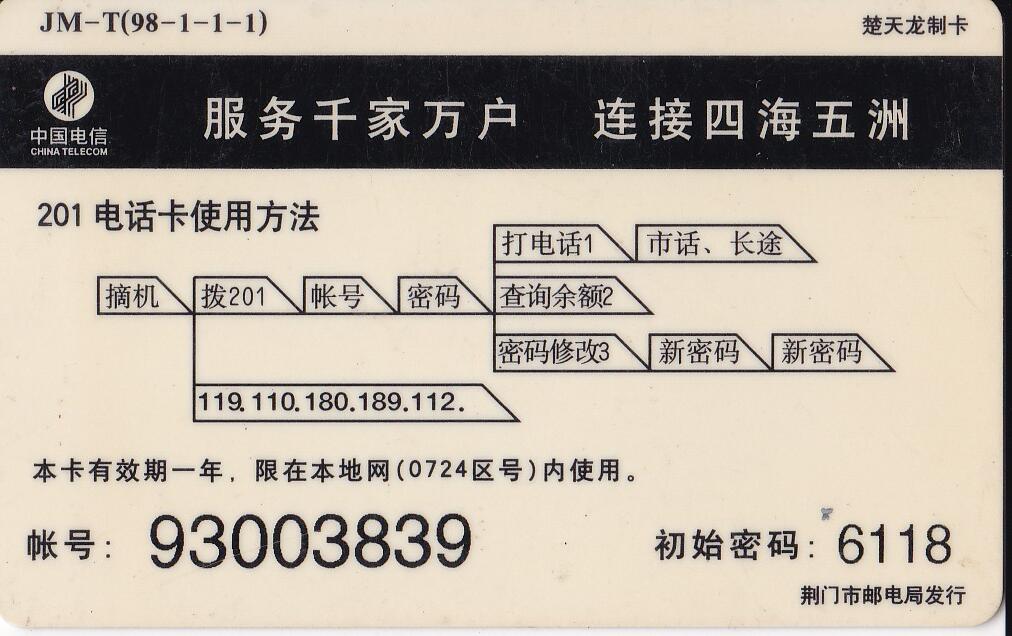 JM-T(98-1-1-1)
楚天龙制卡
中国电信
CHINA TELECOM
服务千家万户 连接四海五洲
201 电话卡使用方法
打电话1 市话、长途
摘机 拨201 帐号 密码 查询余额2
密码修改3 新密码 新密码
119.110.180.189.112.
本卡有效期一年,限在本地网(0724区号)内使用。
帐号: 93003839
初始密码: 6118
荆门市邮电局发行